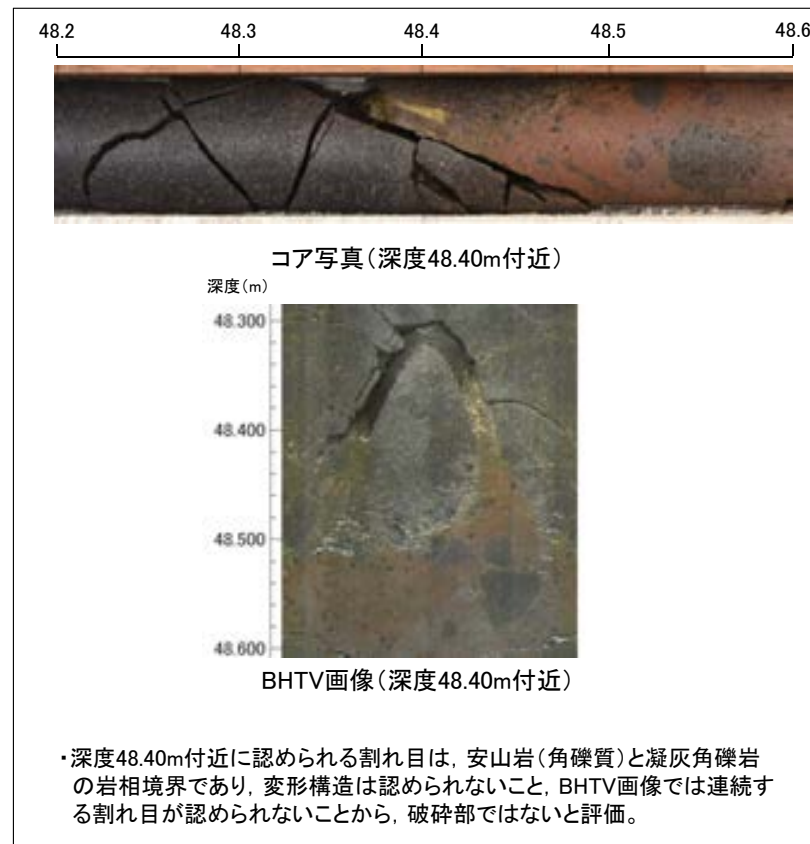 48.2 48.3 48.4 48.5 48.6
コア写真(深度48.40m付近)
深度(m)
48.300
48.400
48.500
48.600
BHTV画像(深度48.40m付近)
・深度48.40m付近に認められる割れ目は,安山岩(角礫質)と凝灰角礫岩
の岩相境界であり,変形構造は認められないこと,BHTV画像では連続す
る割れ目が認められないことから,破砕部ではないと評価。